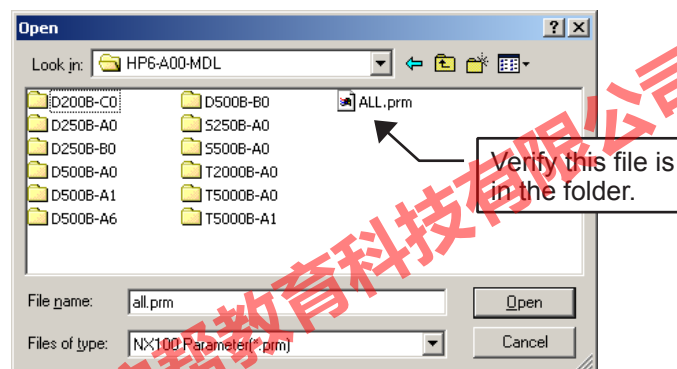 Open
Look in: HP6-A00-MDL
D200B-C0 D500B-B0 ALL.prm
D250B-A0 S250B-A0
D250B-B0 S500B-A0
D500B-A0 T2000B-A0
D500B-A1 T5000B-A0
D500B-A6 T5000B-A1
Verify this file is
in the folder.
File name: all.prm Open
Files of type: NX100 Parameter(*.prm) Cancel
帮教育科技有限公司